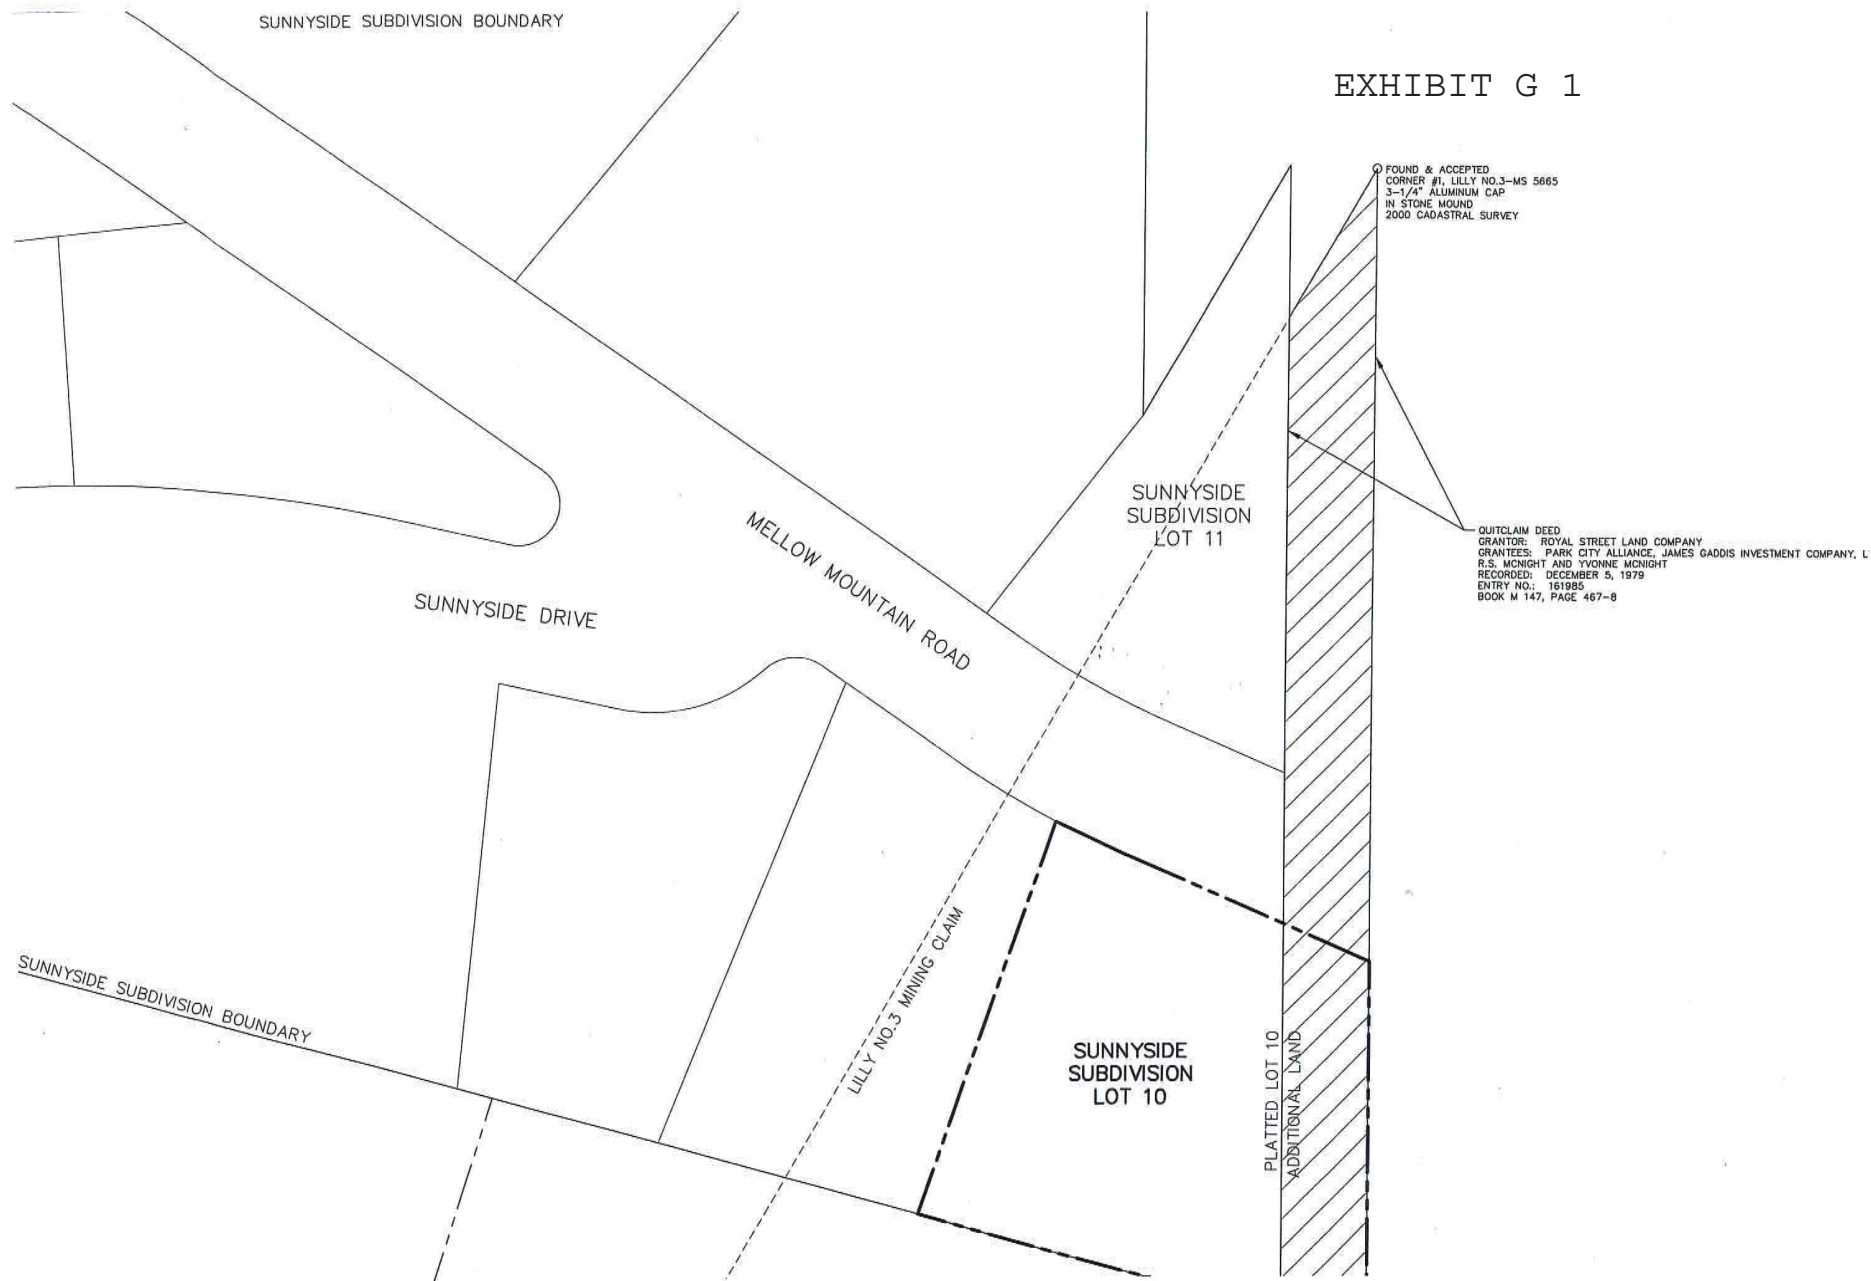 SUNNYSIDE SUBDIVISION BOUNDARY
EXHIBIT G 1
FOUND & ACCEPTED
CORNER #1, LILLY NO.3-MS 5665
3-1/4" ALUMINUM CAP
IN STONE MOUND
2000 CADASTRAL SURVEY
SUNNYSIDE
SUBDIVISION
LOT 11
QUITCLAIM DEED
GRANTOR: ROYAL STREET LAND COMPANY
GRANTEES: PARK CITY ALLIANCE, JAMES GADDIS INVESTMENT COMPANY, L
R.S. MCNIGHT AND YVONNE MCNIGHT
RECORDED: DECEMBER 5, 1979
ENTRY NO.: 161985
BOOK M 147, PAGE 467-8
MELLOW MOUNTAIN ROAD
SUNNYSIDE DRIVE
LILLY NO.3 MINING CLAIM
SUNNYSIDE SUBDIVISION BOUNDARY
SUNNYSIDE
SUBDIVISION
LOT 10
PLATTED LOT 10
ADDITIONAL LAND